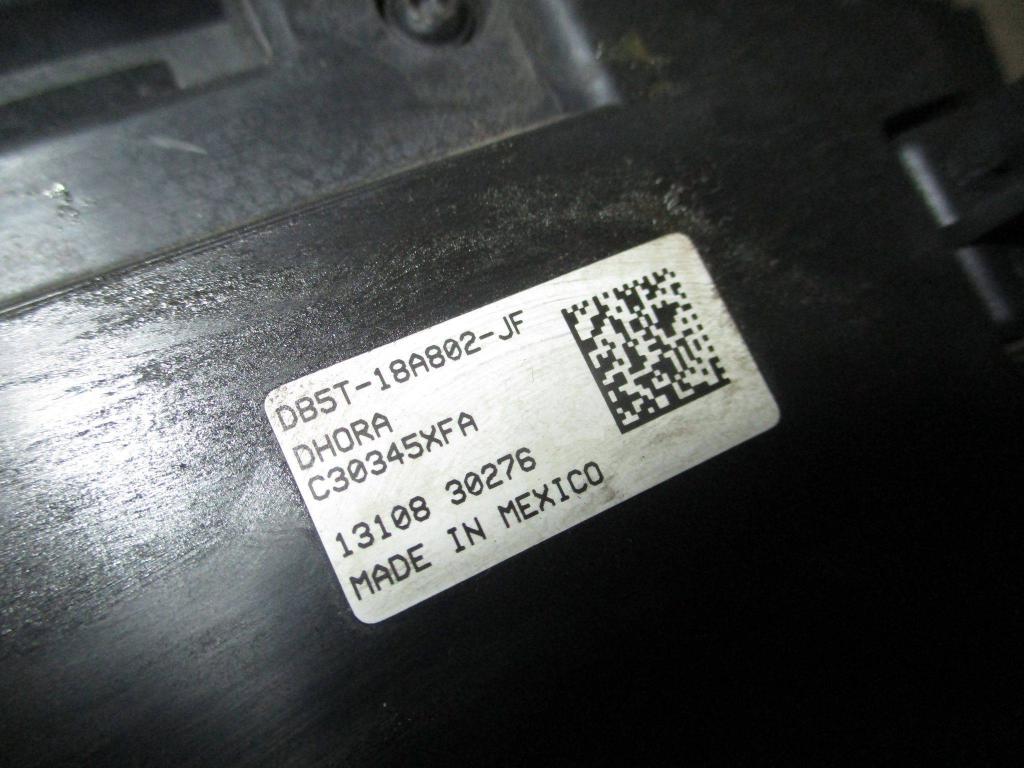 DB5T-18A802-JF
DHORA
C30345XFA
13108 30276
MADE IN MEXICO